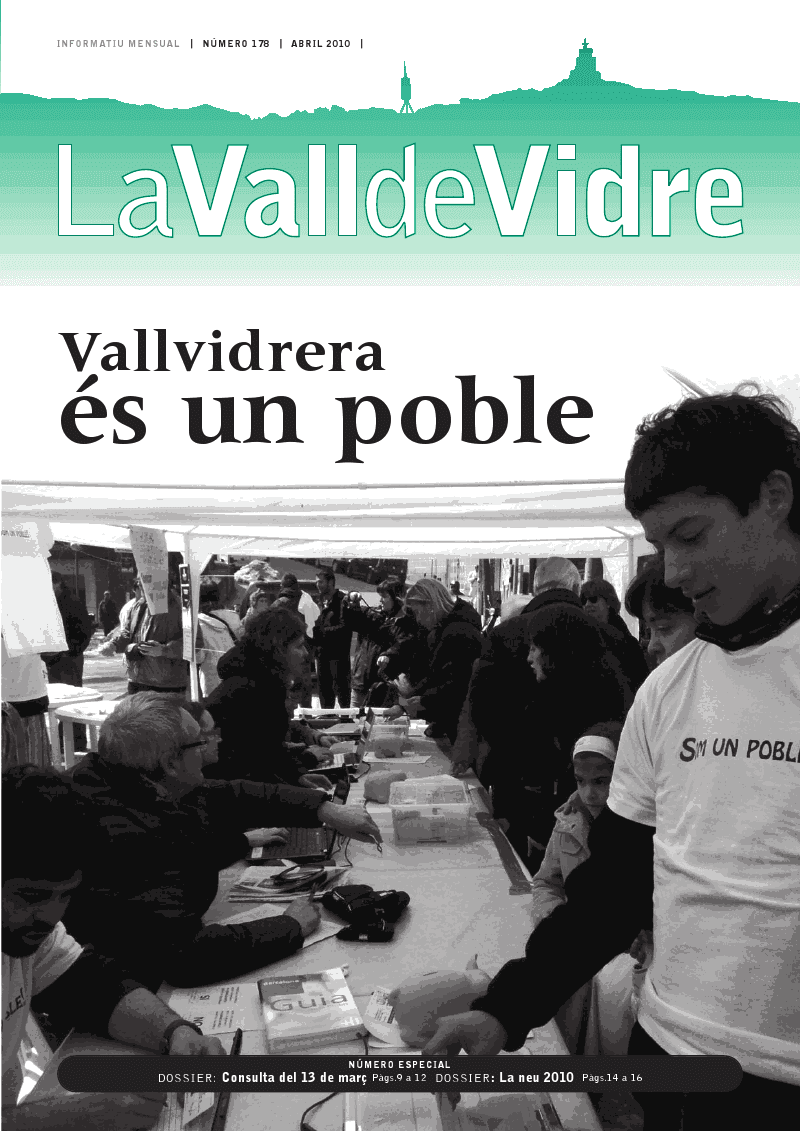 INFORMATIU MENSUAL | NÚMERO 178 | ABRIL 2010 |
LaValldeVidre
Vallvidrera
és un poble
SOM UN POBLE
Guia
NÚMERO ESPECIAL
DOSSIER: Consulta del 13 de març Pàgs.9 a 12 DOSSIER: La neu 2010 Pàgs.14 a 16